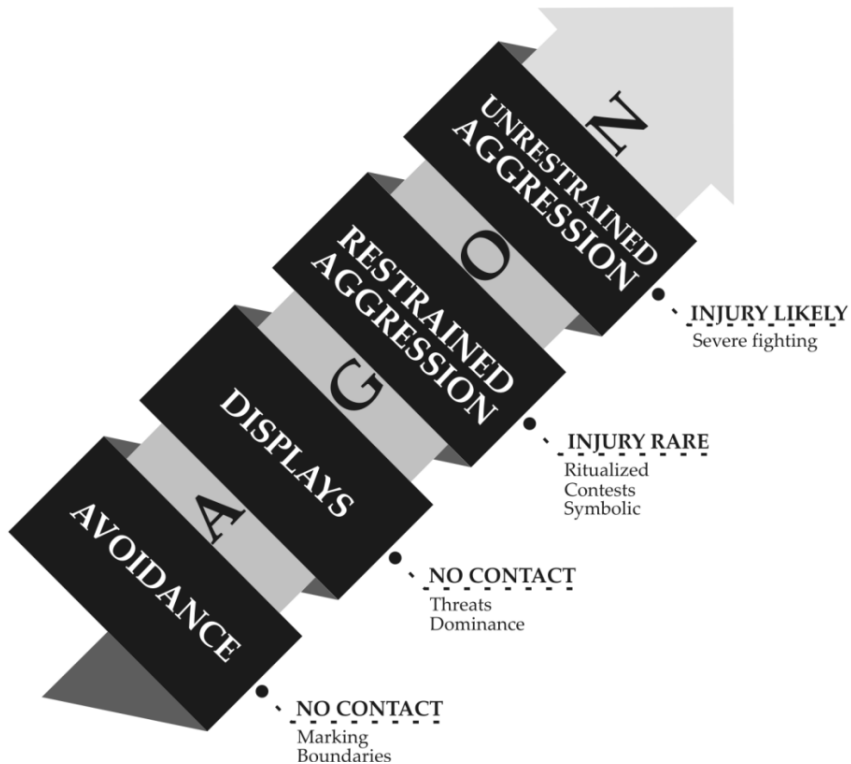 N
UNRESTRAINED
AGGRESSION
INJURY LIKELY
Severe fighting
O
RESTRAINED
AGGRESSION
INJURY RARE
Ritualized
Contests
Symbolic
G
DISPLAYS
NO CONTACT
Threats
Dominance
A
AVOIDANCE
NO CONTACT
Marking
Boundaries